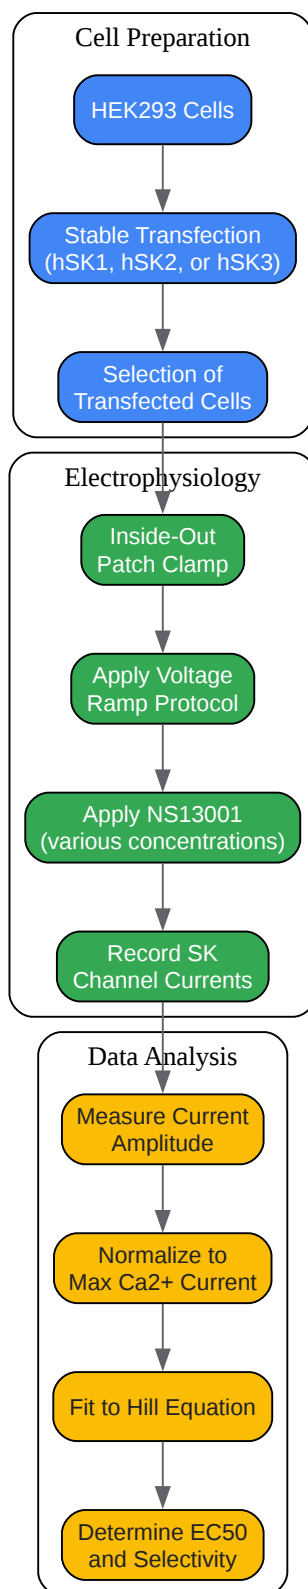 Cell Preparation
HEK293 Cells
Stable Transfection
(hSK1, hSK2, or hSK3)
Selection of
Transfected Cells
Electrophysiology
Inside-Out
Patch Clamp
Apply Voltage
Ramp Protocol
Apply NS13001
(various concentrations)
Record SK
Channel Currents
Data Analysis
Measure Current
Amplitude
Normalize to
Max Ca2+ Current
Fit to Hill Equation
Determine EC50
and Selectivity